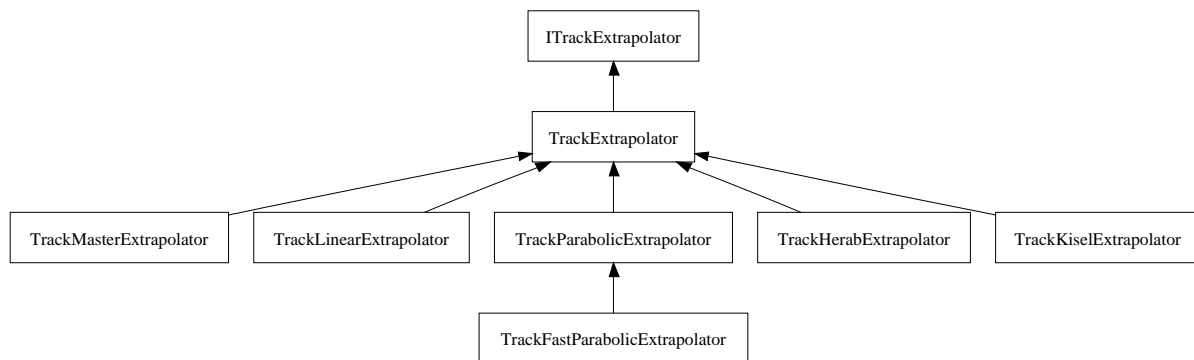 ITrackExtrapolator
TrackExtrapolator
TrackMasterExtrapolator
TrackLinearExtrapolator
TrackParabolicExtrapolator
TrackHerabExtrapolator
TrackKiselExtrapolator
TrackFastParabolicExtrapolator